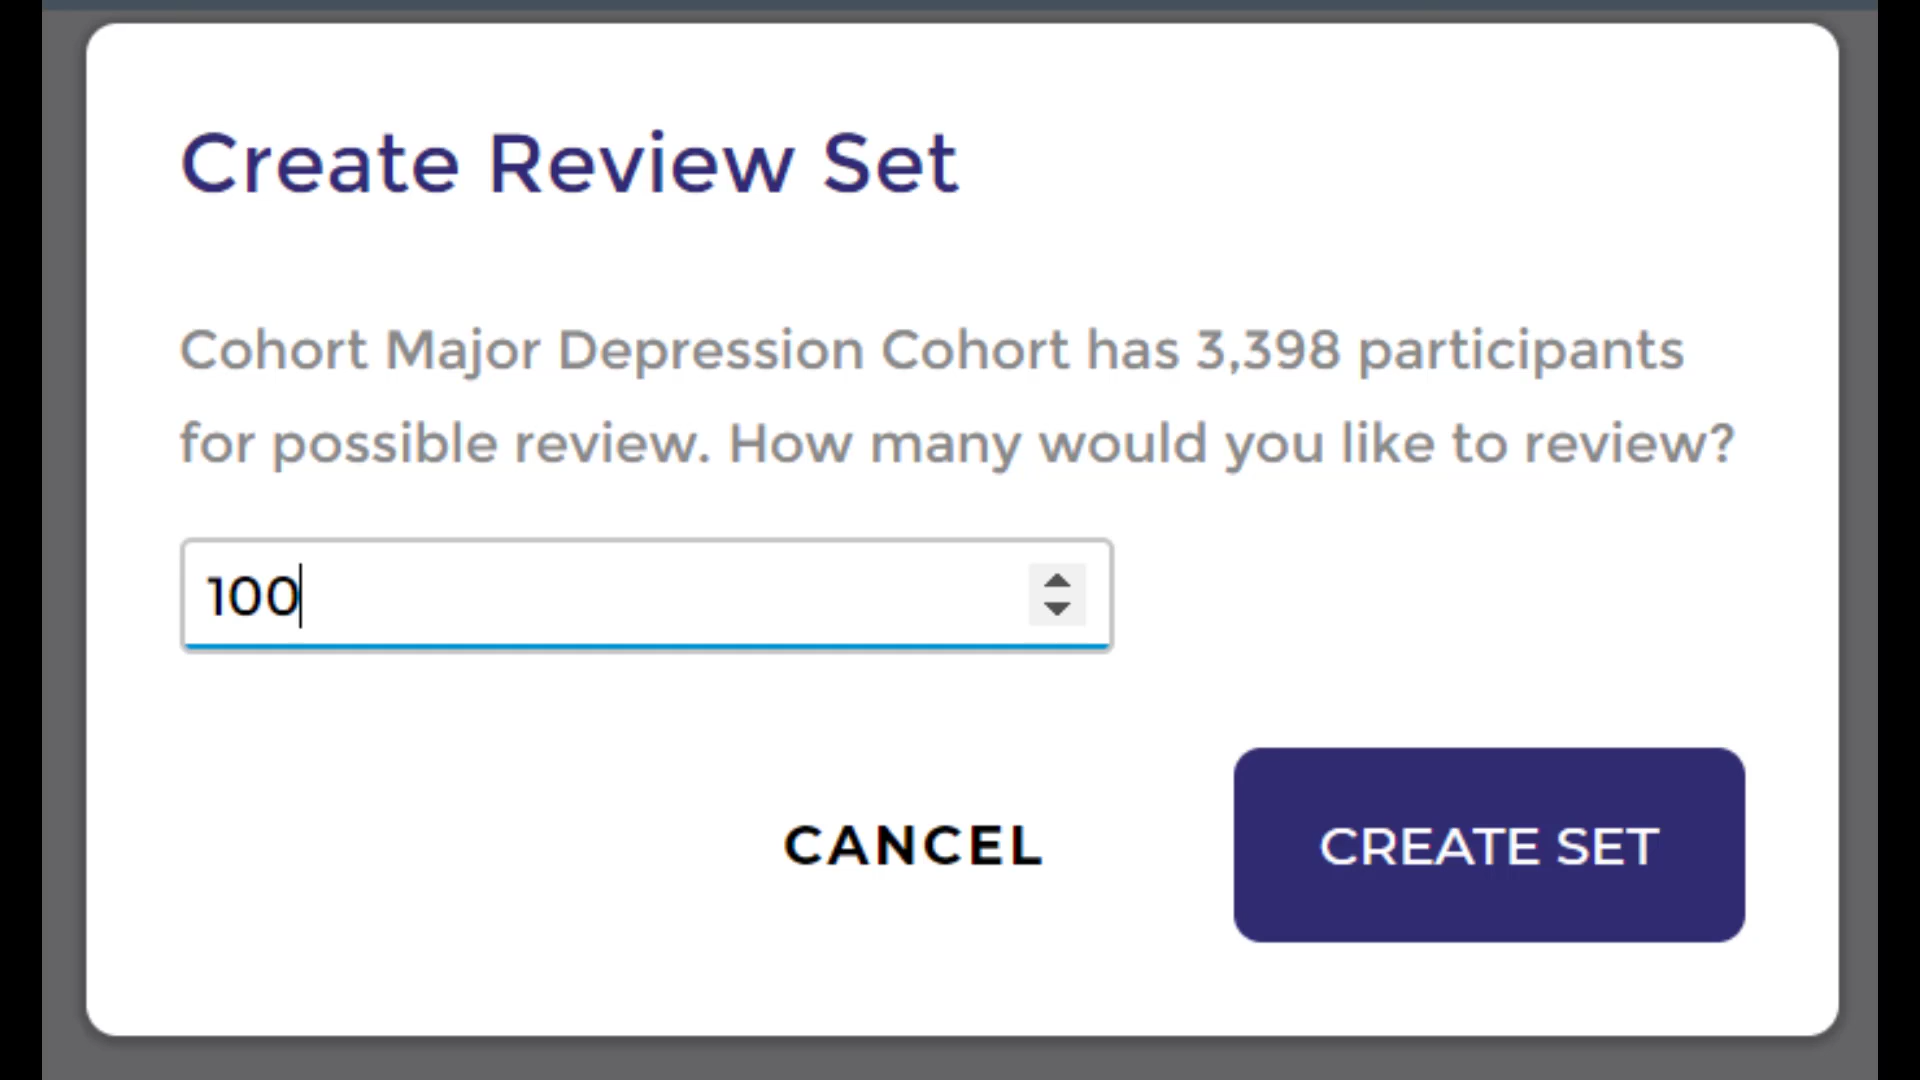 Create Review Set
Cohort Major Depression Cohort has 3,398 participants
for possible review. How many would you like to review?
100
CANCEL
CREATE SET